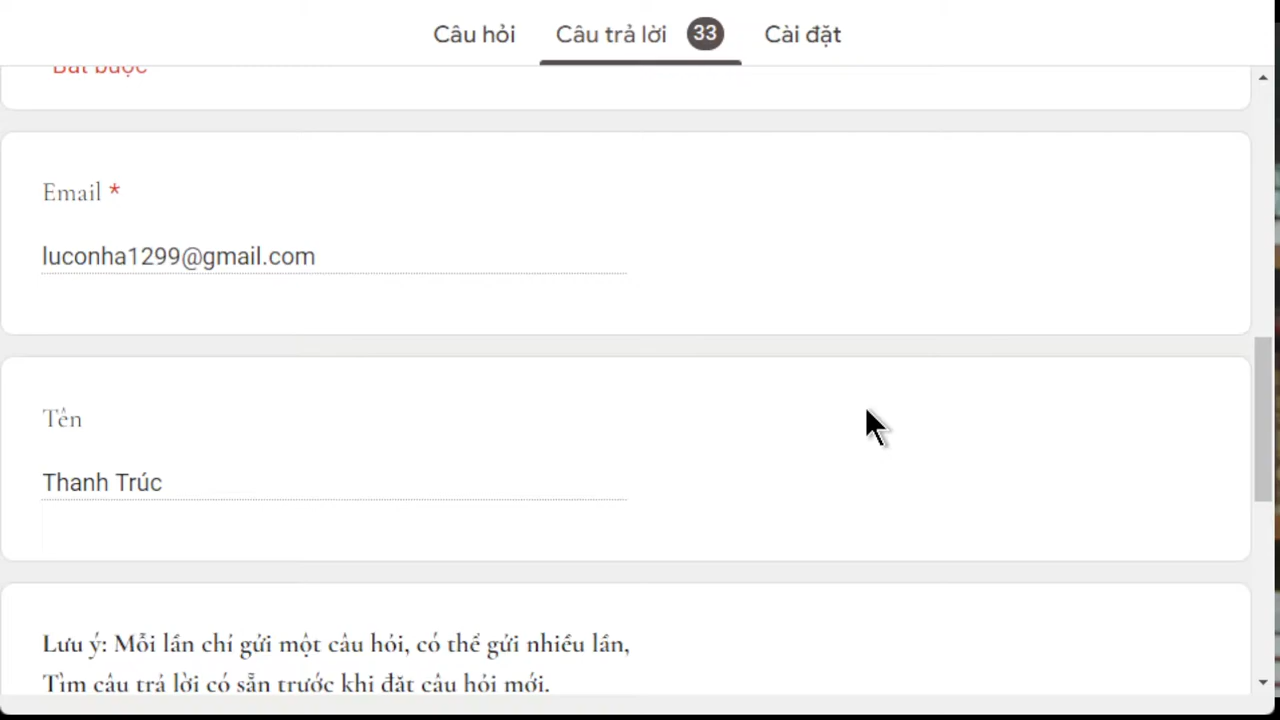 Câu hỏi Câu trả lời 33 Cài đặt
Bắt buộc
Email *
luconha1299@gmail.com
Tên
Thanh Trúc
Lưu ý: Mỗi lần chỉ gửi một câu hỏi, có thể gửi nhiều lần,
Tìm câu trả lời có sẵn trước khi đặt câu hỏi mới.